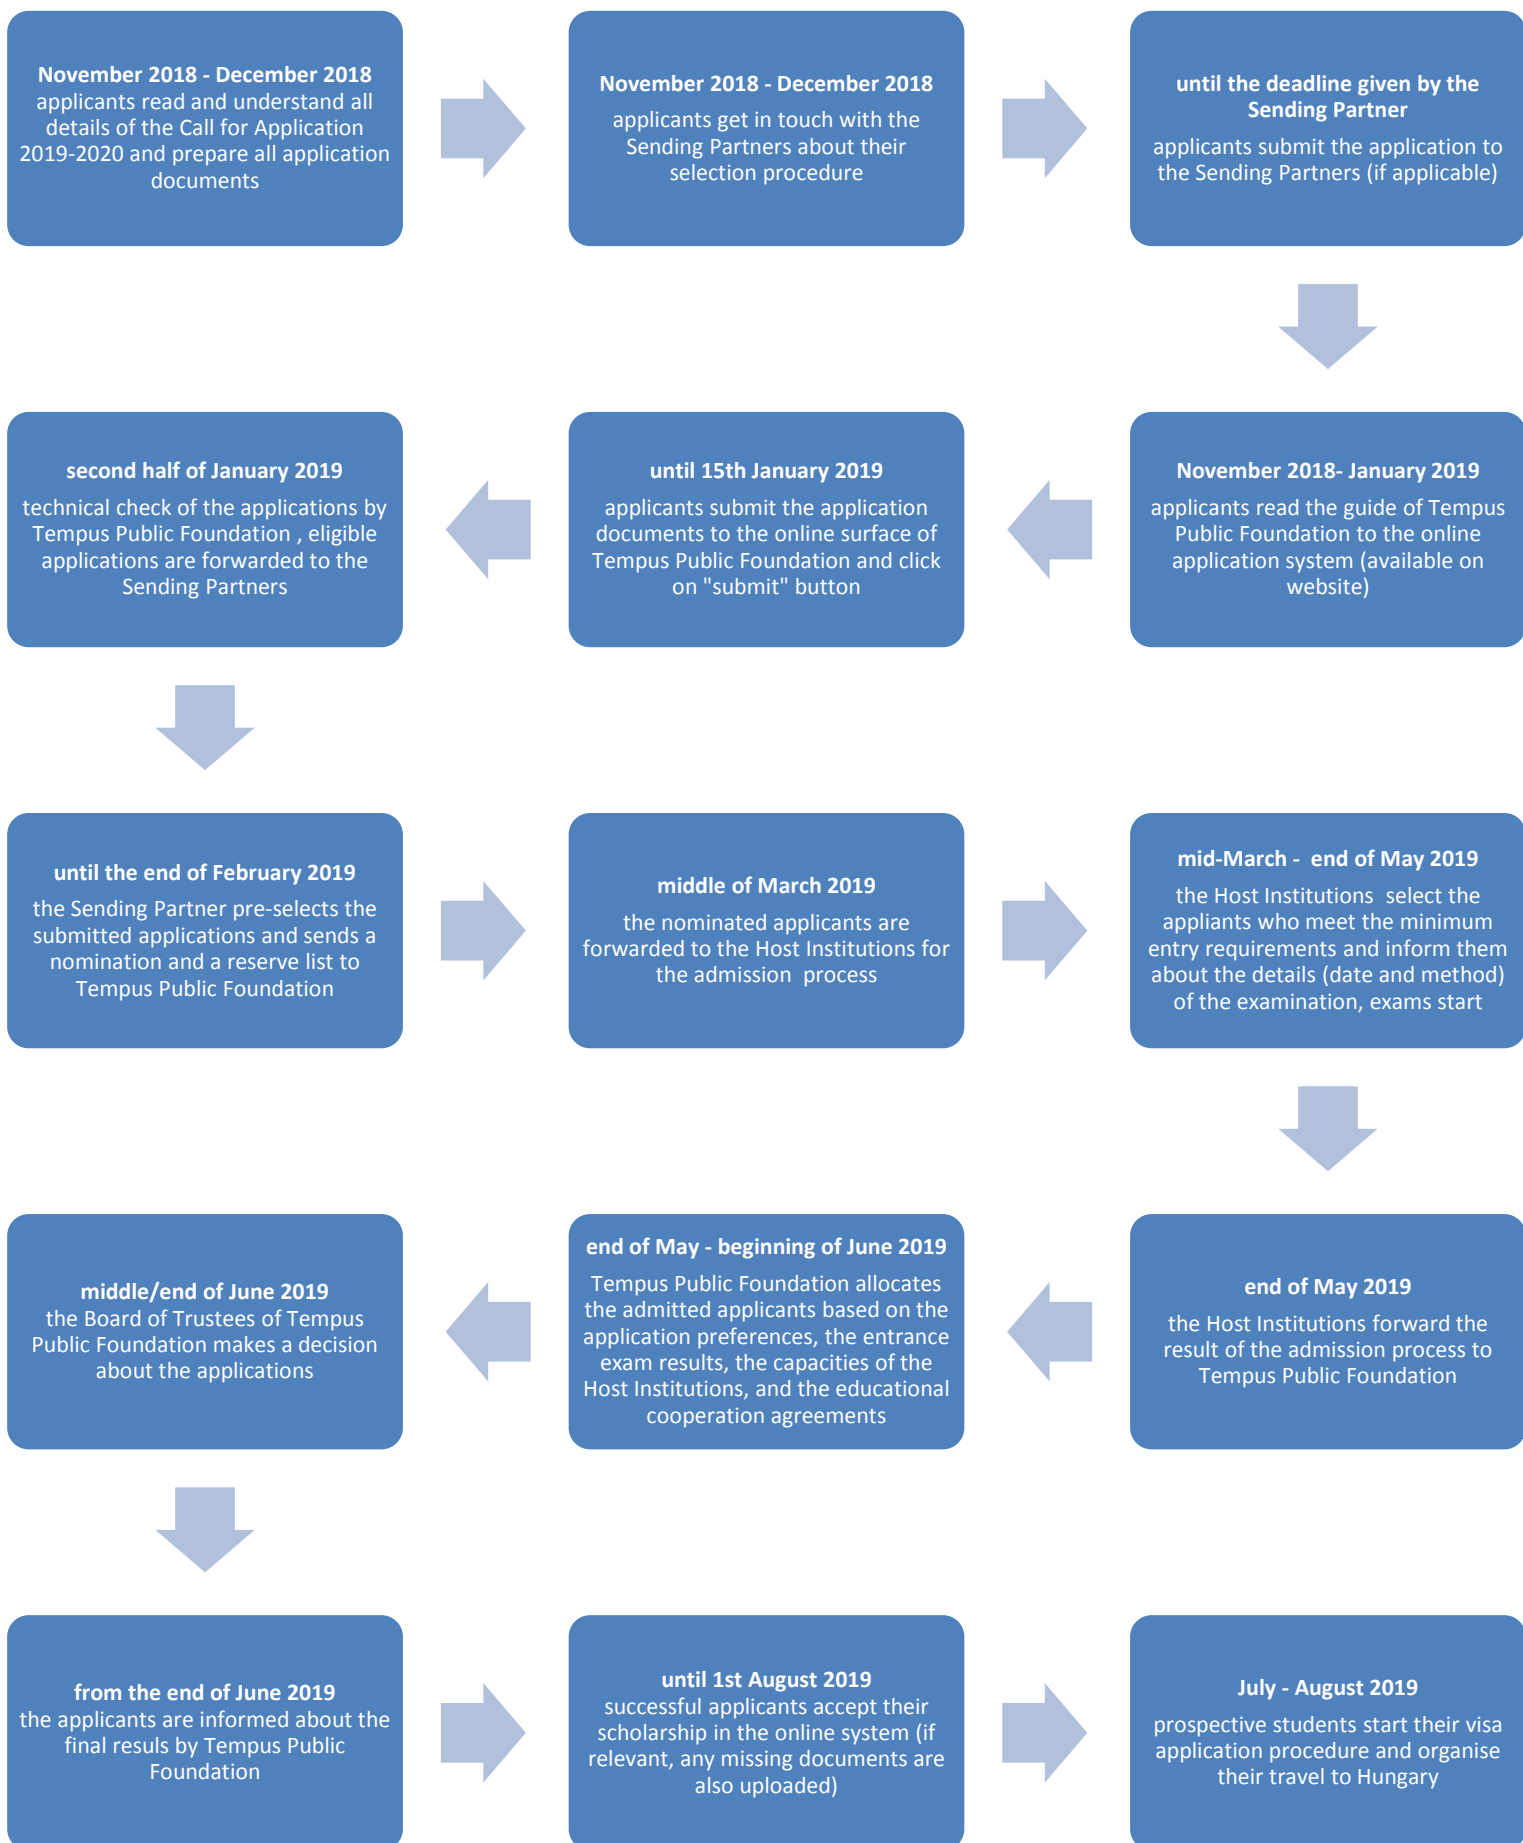 November 2018 - December 2018
applicants read and understand all
details of the Call for Application
2019-2020 and prepare all application
documents
November 2018 - December 2018
applicants get in touch with the
Sending Partners about their
selection procedure
until the deadline given by the
Sending Partner
applicants submit the application to
the Sending Partners (if applicable)
November 2018- January 2019
applicants read the guide of Tempus
Public Foundation to the online
application system (available on
website)
until 15th January 2019
applicants submit the application
documents to the online surface of
Tempus Public Foundation and click
on "submit" button
second half of January 2019
technical check of the applications by
Tempus Public Foundation , eligible
applications are forwarded to the
Sending Partners
until the end of February 2019
the Sending Partner pre-selects the
submitted applications and sends a
nomination and a reserve list to
Tempus Public Foundation
middle of March 2019
the nominated applicants are
forwarded to the Host Institutions for
the admission  process
mid-March -  end of May 2019
the Host Institutions  select the
appliants who meet the minimum
entry requirements and inform them
about the details (date and method)
of the examination, exams start
end of May 2019
the Host Institutions forward the
result of the admission process to
Tempus Public Foundation
end of May - beginning of June 2019
Tempus Public Foundation allocates
the admitted applicants based on the
application preferences, the entrance
exam results, the capacities of the
Host Institutions, and the educational
cooperation agreements
middle/end of June 2019
the Board of Trustees of Tempus
Public Foundation makes a decision
about the applications
from the end of June 2019
the applicants are informed about the
final resuls by Tempus Public
Foundation
until 1st August 2019
successful applicants accept their
scholarship in the online system (if
relevant, any missing documents are
also uploaded)
July - August 2019
prospective students start their visa
application procedure and organise
their travel to Hungary